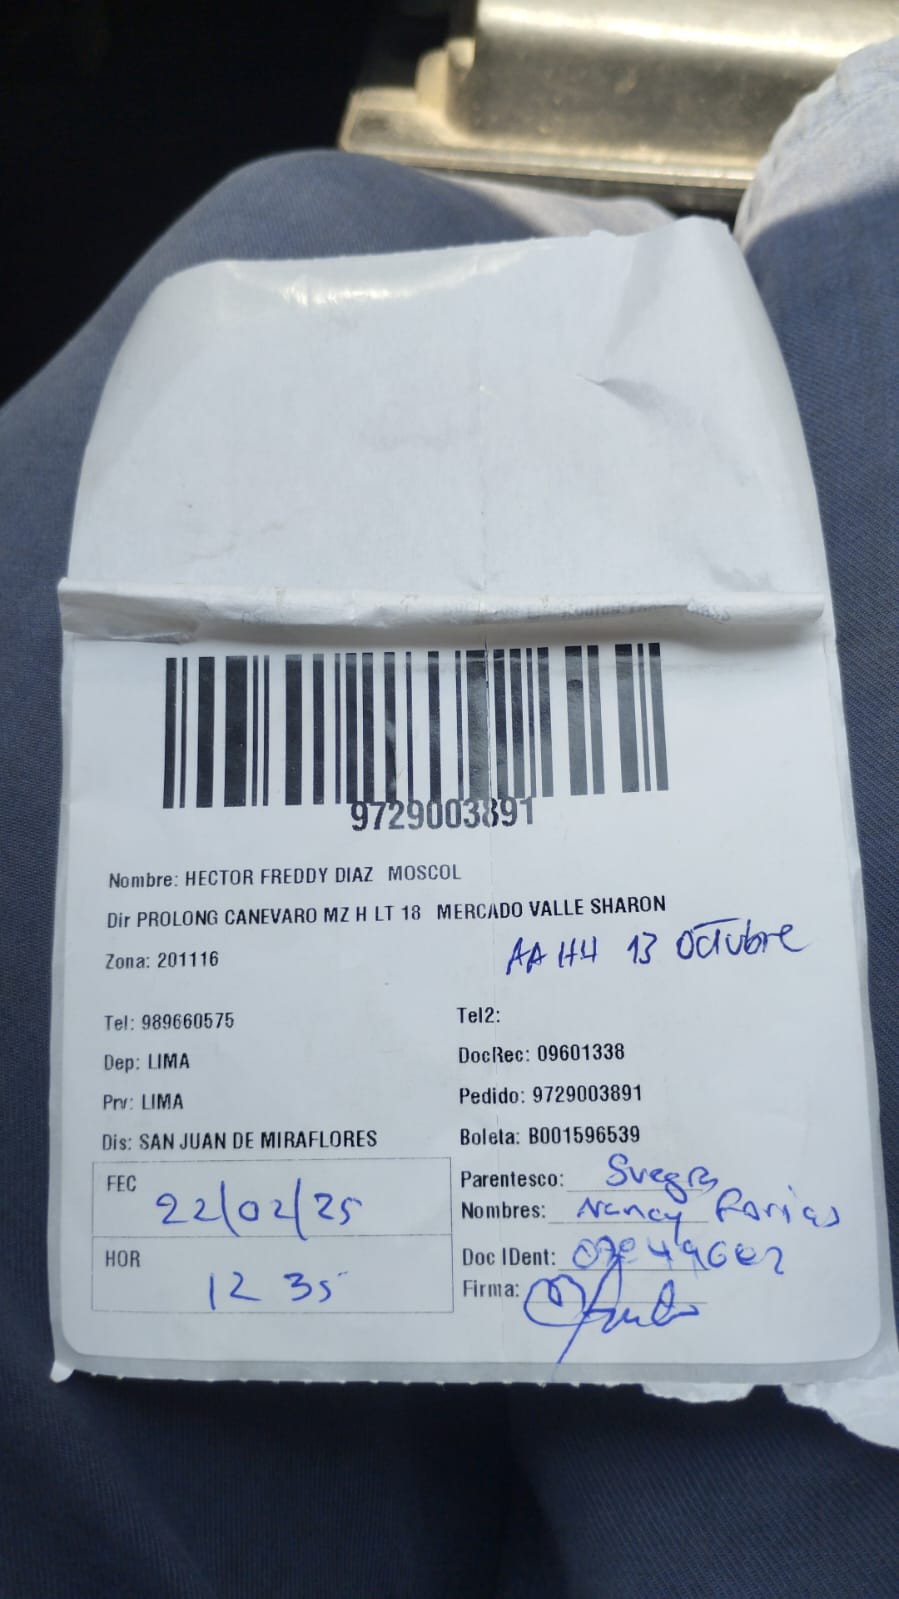 9729003891
Nombre: HECTOR FREDDY DIAZ MOSCOL
Dir PROLONG CANEVARO MZ H LT 18 MERCADO VALLE SHARON
AA HH 13 Octubre
Zona: 201116
Tel: 989660575
Tel2:
Dep: LIMA
DocRec: 09601338
Prv: LIMA
Pedido: 9729003891
Dis: SAN JUAN DE MIRAFLORES
Boleta: B001596539
FEC 22/02/25
Parentesco: Suegra
Nombres: Nancy Farias
HOR 12 35
Doc IDent:
Firma: